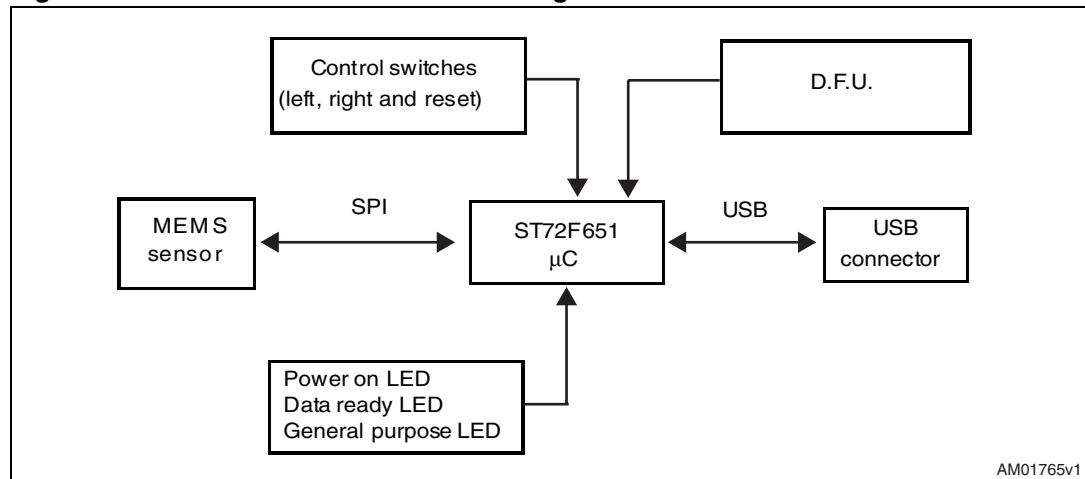 Control switches
(left, right and reset)
D.F.U.
MEMS
sensor
SPI
ST72F651
μC
USB
USB
connector
Power on LED
Data ready LED
General purpose LED
AM01765v1